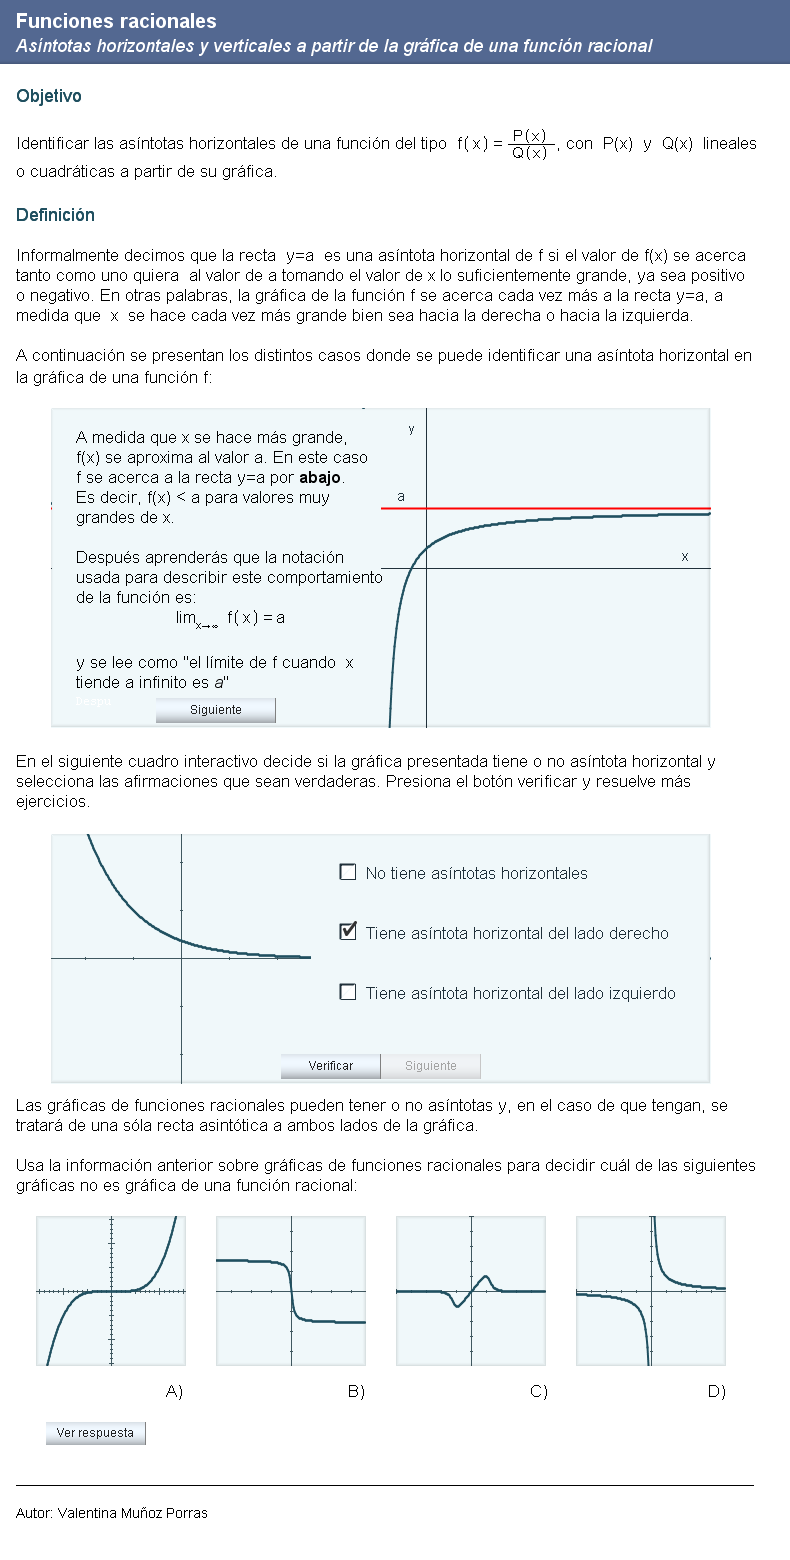 Funciones racionales
Asíntotas horizontales y verticales a partir de la gráfica de una función racional
Objetivo
Identificar las asíntotas horizontales de una función del tipo f(x) = P(x)/Q(x), con P(x) y Q(x) lineales
o cuadráticas a partir de su gráfica.
Definición
Informalmente decimos que la recta y=a es una asíntota horizontal de f si el valor de f(x) se acerca
tanto como uno quiera al valor de a tomando el valor de x lo suficientemente grande, ya sea positivo
o negativo. En otras palabras, la gráfica de la función f se acerca cada vez más a la recta y=a, a
medida que x se hace cada vez más grande bien sea hacia la derecha o hacia la izquierda.
A continuación se presentan los distintos casos donde se puede identificar una asíntota horizontal en
la gráfica de una función f:
A medida que x se hace más grande,
f(x) se aproxima al valor a. En este caso
f se acerca a la recta y=a por abajo.
Es decir, f(x) < a para valores muy
grandes de x.
Después aprenderás que la notación
usada para describir este comportamiento
de la función es:
lim x→∞ f(x) = a
y se lee como "el límite de f cuando x
tiende a infinito es a"
Siguiente
y
a
x
En el siguiente cuadro interactivo decide si la gráfica presentada tiene o no asíntota horizontal y
selecciona las afirmaciones que sean verdaderas. Presiona el botón verificar y resuelve más
ejercicios.
No tiene asíntotas horizontales
Tiene asíntota horizontal del lado derecho
Tiene asíntota horizontal del lado izquierdo
Verificar Siguiente
Las gráficas de funciones racionales pueden tener o no asíntotas y, en el caso de que tengan, se
tratará de una sóla recta asintótica a ambos lados de la gráfica.
Usa la información anterior sobre gráficas de funciones racionales para decidir cuál de las siguientes
gráficas no es gráfica de una función racional:
A) B) C) D)
Ver respuesta
Autor: Valentina Muñoz Porras